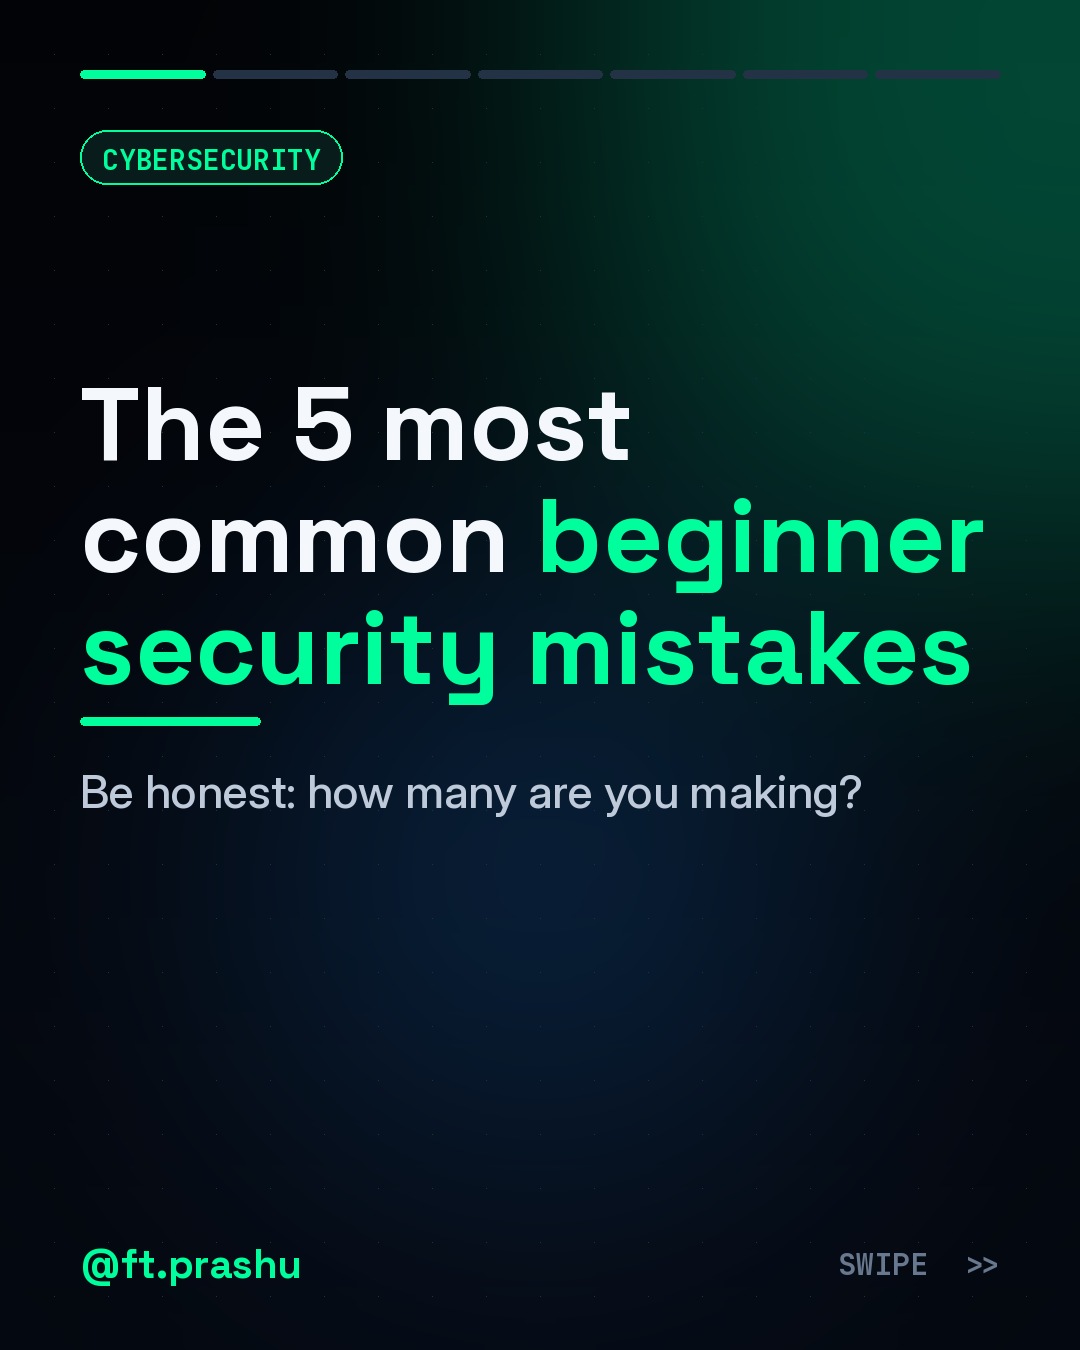 CYBERSECURITY
The 5 most
common beginner
security mistakes
Be honest: how many are you making?
@ft.prashu
SWIPE >>